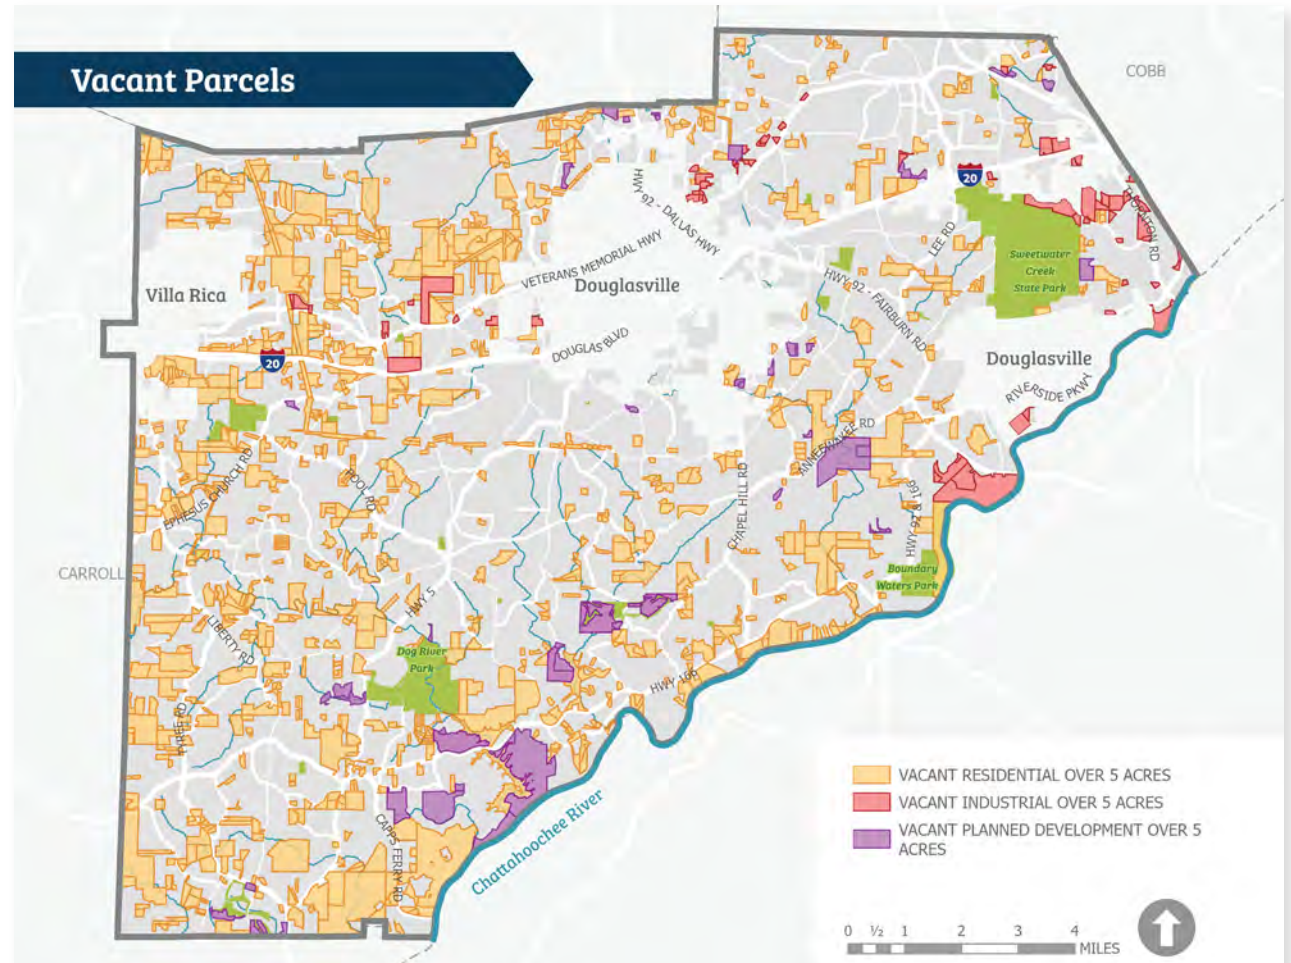 Vacant Parcels
COBB
20
HWY 92 - DALLAS HWY
THORNTON RD
LEE RD
Sweetwater
Creek
State Park
VETERANS MEMORIAL HWY
Villa Rica
Douglasville
HWY 92 - FAIRBURN RD
DOUGLAS BLVD
20
Douglasville
RIVERSIDE PKWY
ANNEEWAKEE RD
EPHESUS CHURCH RD
POOL RD
CHAPEL HILL RD
HWY 92 & 166
CARROLL
Boundary
Waters Park
HWY 5
LIBERTY RD
Dog River
Park
HWY 166
TYREE RD
CAPPS FERRY RD
Chattahoochee River
VACANT RESIDENTIAL OVER 5 ACRES
VACANT INDUSTRIAL OVER 5 ACRES
VACANT PLANNED DEVELOPMENT OVER 5
ACRES
0 ½ 1 2 3 4
MILES